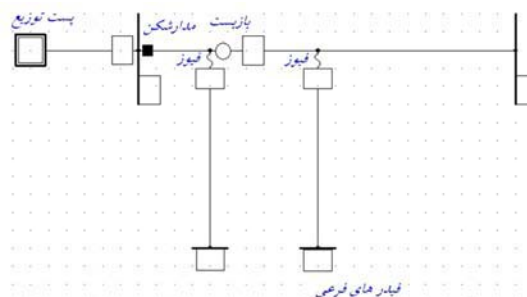 پست توزیع
مدارشکن
بازبست
فیوز
فیوز
فیدر های فرعی